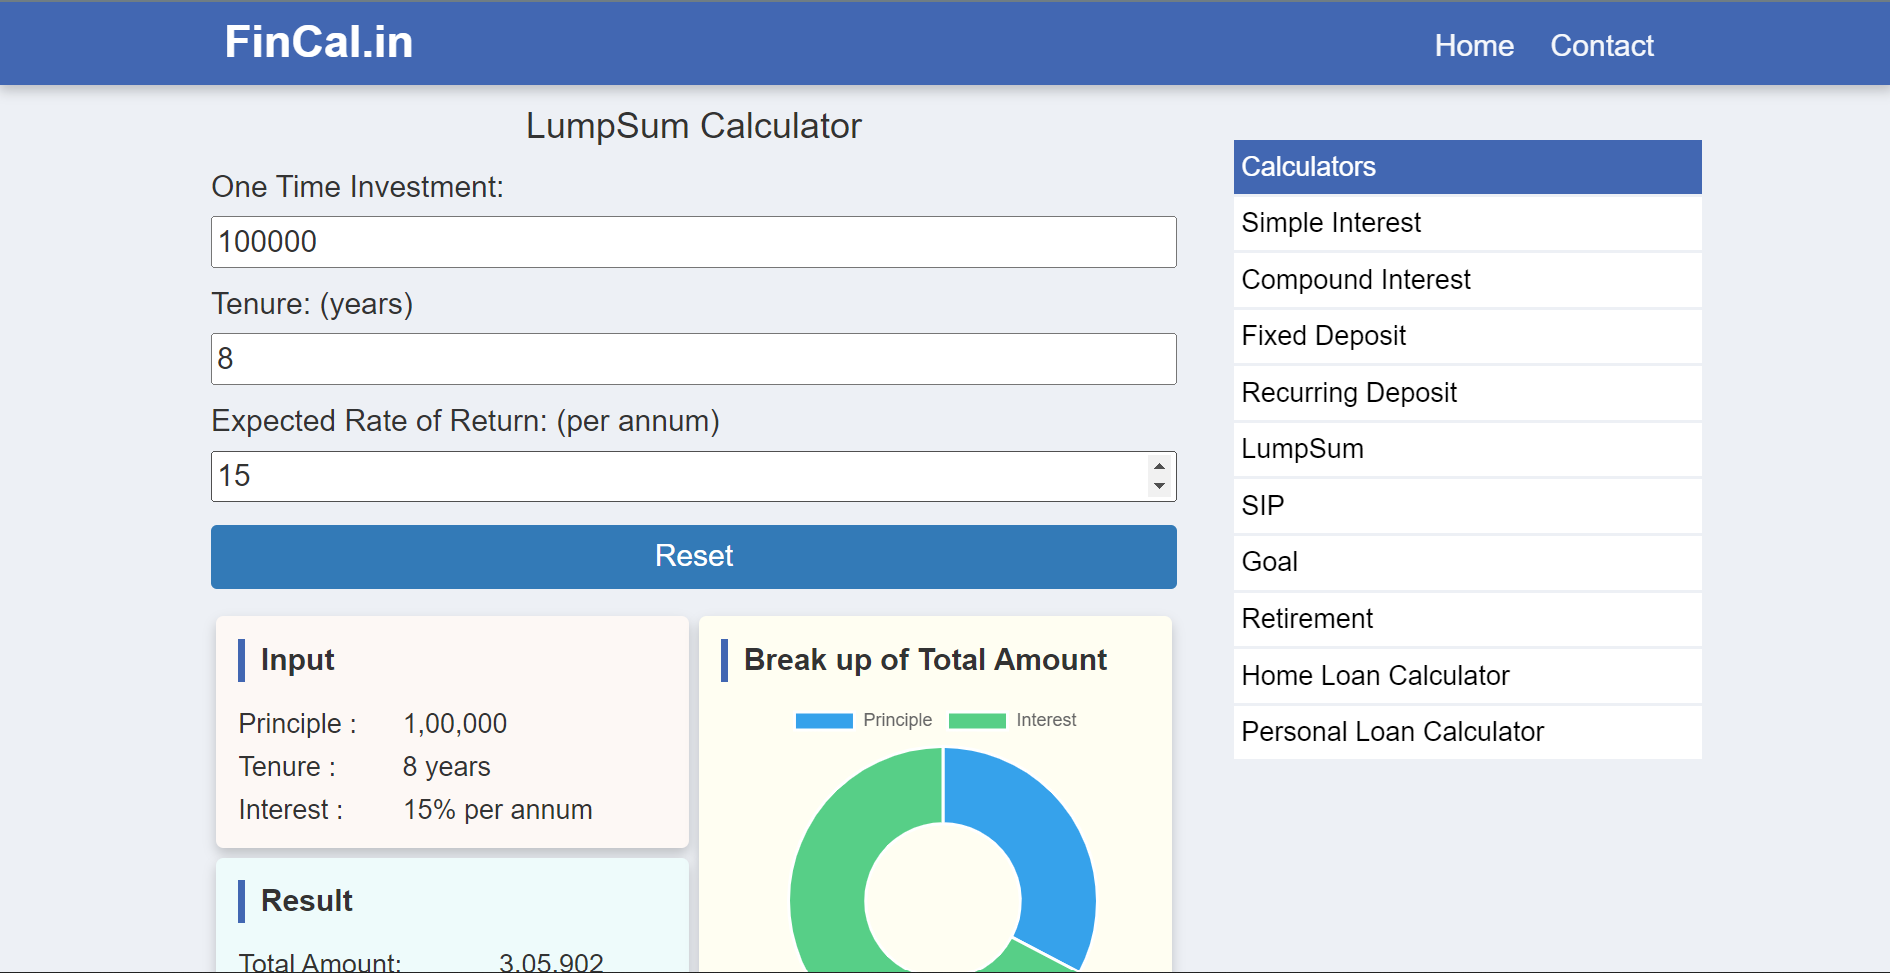 FinCal.in
Home Contact
LumpSum Calculator
One Time Investment:
100000
Tenure: (years)
8
Expected Rate of Return: (per annum)
15
Reset
Input
Principle : 1,00,000
Tenure : 8 years
Interest : 15% per annum
Result
Total Amount: 3,05,902
Break up of Total Amount
Principle Interest
Calculators
Simple Interest
Compound Interest
Fixed Deposit
Recurring Deposit
LumpSum
SIP
Goal
Retirement
Home Loan Calculator
Personal Loan Calculator